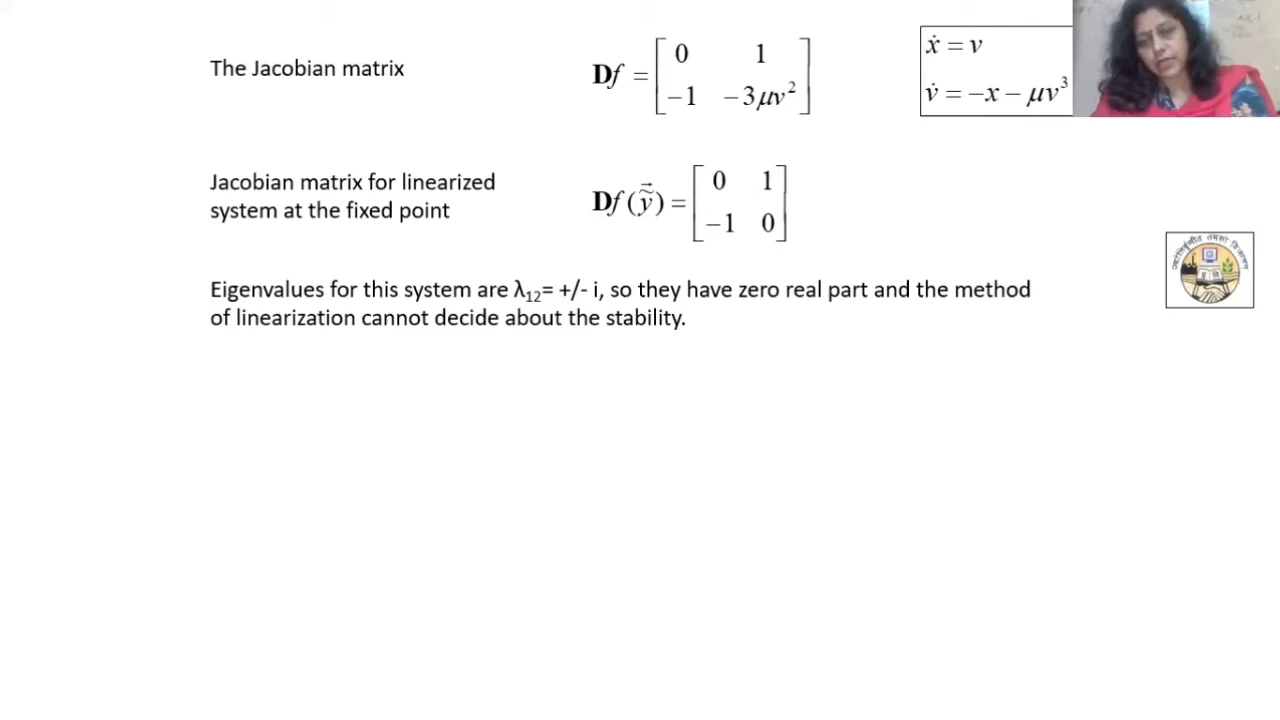 The Jacobian matrix
Df = [ 0 1
−1 −3μv² ]
ẋ = v
v̇ = −x − μv³
Jacobian matrix for linearized
system at the fixed point
Df (ỹ⃗) = [ 0 1
−1 0 ]
Eigenvalues for this system are λ₁₂= +/- i, so they have zero real part and the method
of linearization cannot decide about the stability.